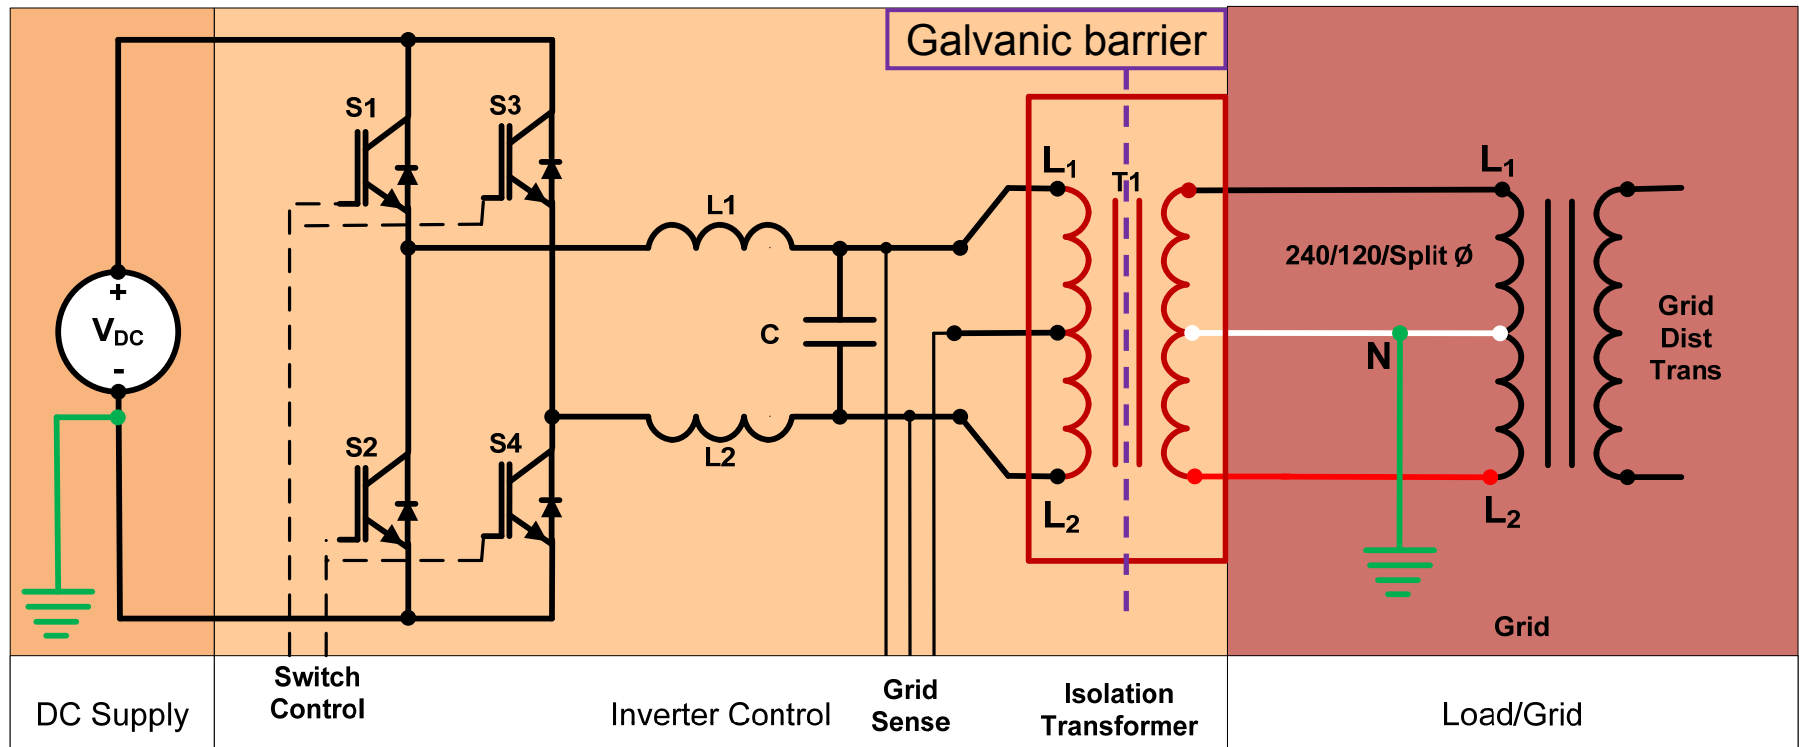 Galvanic barrier
S1
S3
L₁
T1
L₁
L1
240/120/Split Ø
+
V_DC
-
C
Grid
Dist
Trans
N
S2
S4
L2
L₂
L₂
Grid
Switch
Control
DC Supply
Inverter Control
Grid
Sense
Isolation
Transformer
Load/Grid